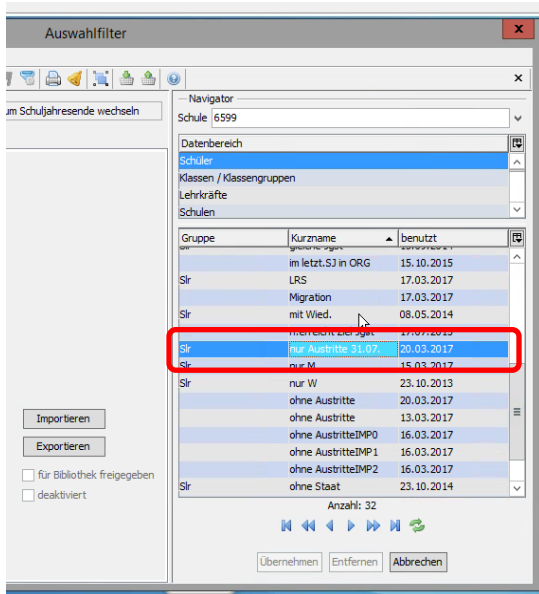 Auswahlfilter
x
x
um Schuljahresende wechseln
Navigator
Schule 6599
Datenbereich
Schüler
Klassen / Klassengruppen
Lehrkräfte
Schulen
Gruppe Kurzname benutzt
im letzt.SJ in ORG 15.10.2015
Slr LRS 17.03.2017
Migration 17.03.2017
Slr mit Wied. 08.05.2014
Slr nur Austritte 31.07. 20.03.2017
Slr nur M 15.03.2017
Slr nur W 23.10.2013
ohne Austritte 20.03.2017
ohne Austritte 13.03.2017
ohne AustritteIMP0 16.03.2017
ohne AustritteIMP1 16.03.2017
ohne AustritteIMP2 16.03.2017
Slr ohne Staat 23.10.2014
Importieren
Exportieren
für Bibliothek freigegeben
deaktiviert
Anzahl: 32
Übernehmen Entfernen Abbrechen